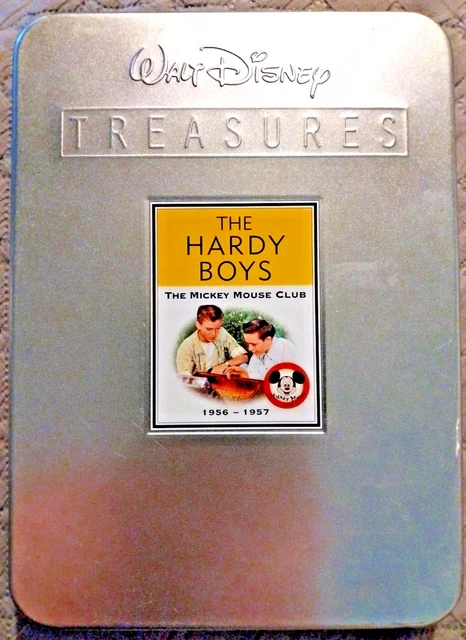 Walt Disney
TREASURES
THE
HARDY
BOYS
THE MICKEY MOUSE CLUB
1956 – 1957